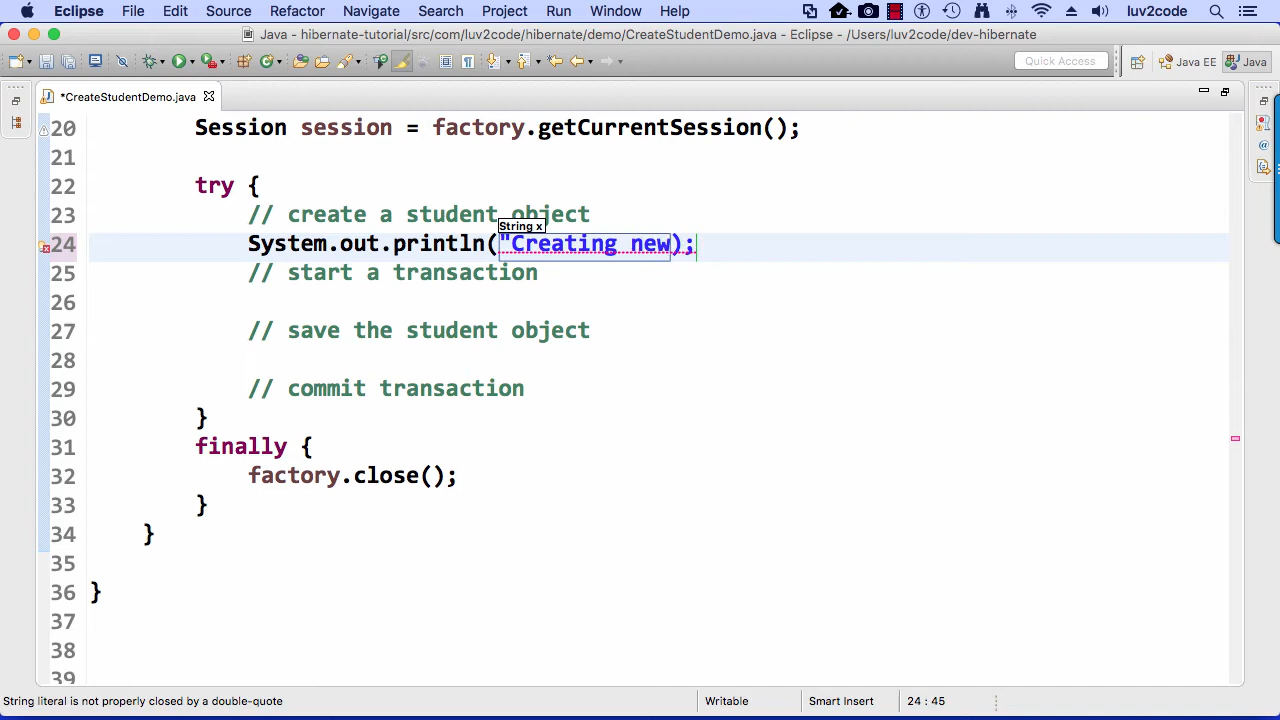 Eclipse File Edit Source Refactor Navigate Search Project Run Window Help luv2code
Java - hibernate-tutorial/src/com/luv2code/hibernate/demo/CreateStudentDemo.java - Eclipse - /Users/luv2code/dev-hibernate
Quick Access Java EE Java
*CreateStudentDemo.java
20 Session session = factory.getCurrentSession();
21
22 try {
23 // create a student object
String x
24 System.out.println("Creating new);
25 // start a transaction
26
27 // save the student object
28
29 // commit transaction
30 }
31 finally {
32 factory.close();
33 }
34 }
35
36 }
37
38
39
String literal is not properly closed by a double-quote Writable Smart Insert 24 : 45